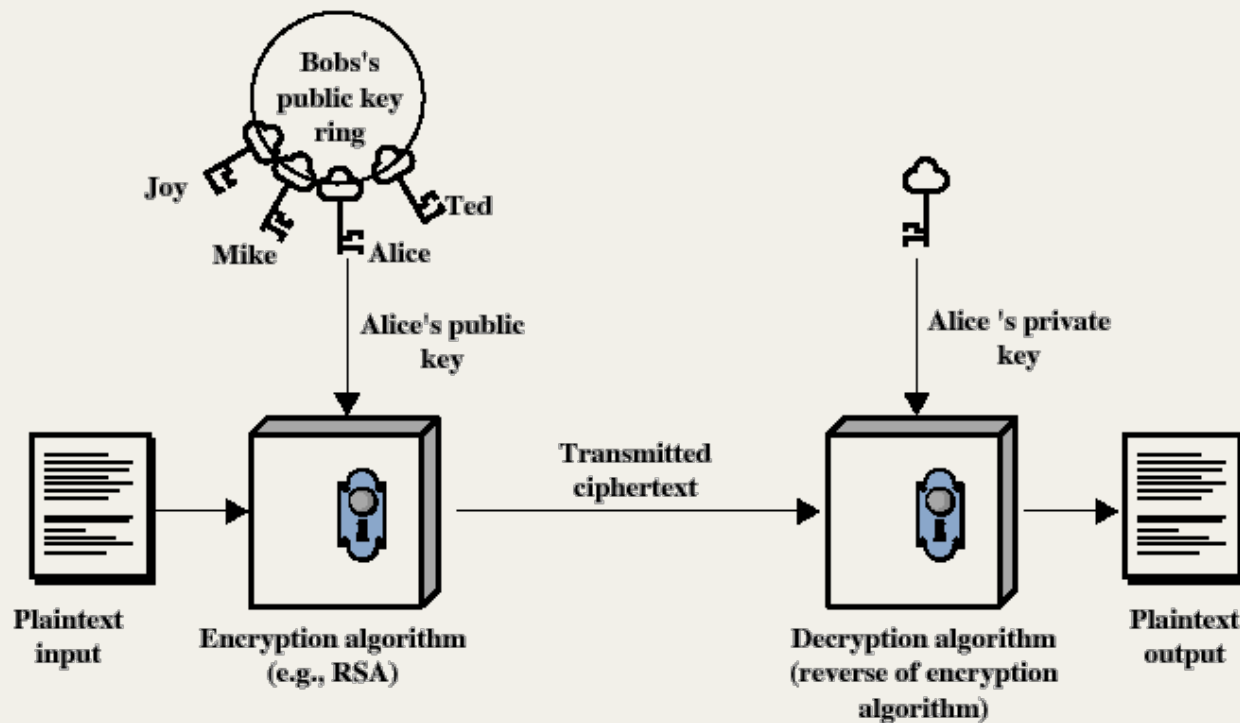 Bobs's
public key
ring
Joy
Ted
Mike
Alice
Alice's public
key
Alice 's private
key
Transmitted
ciphertext
Plaintext
input
Encryption algorithm
(e.g., RSA)
Decryption algorithm
(reverse of encryption
algorithm)
Plaintext
output